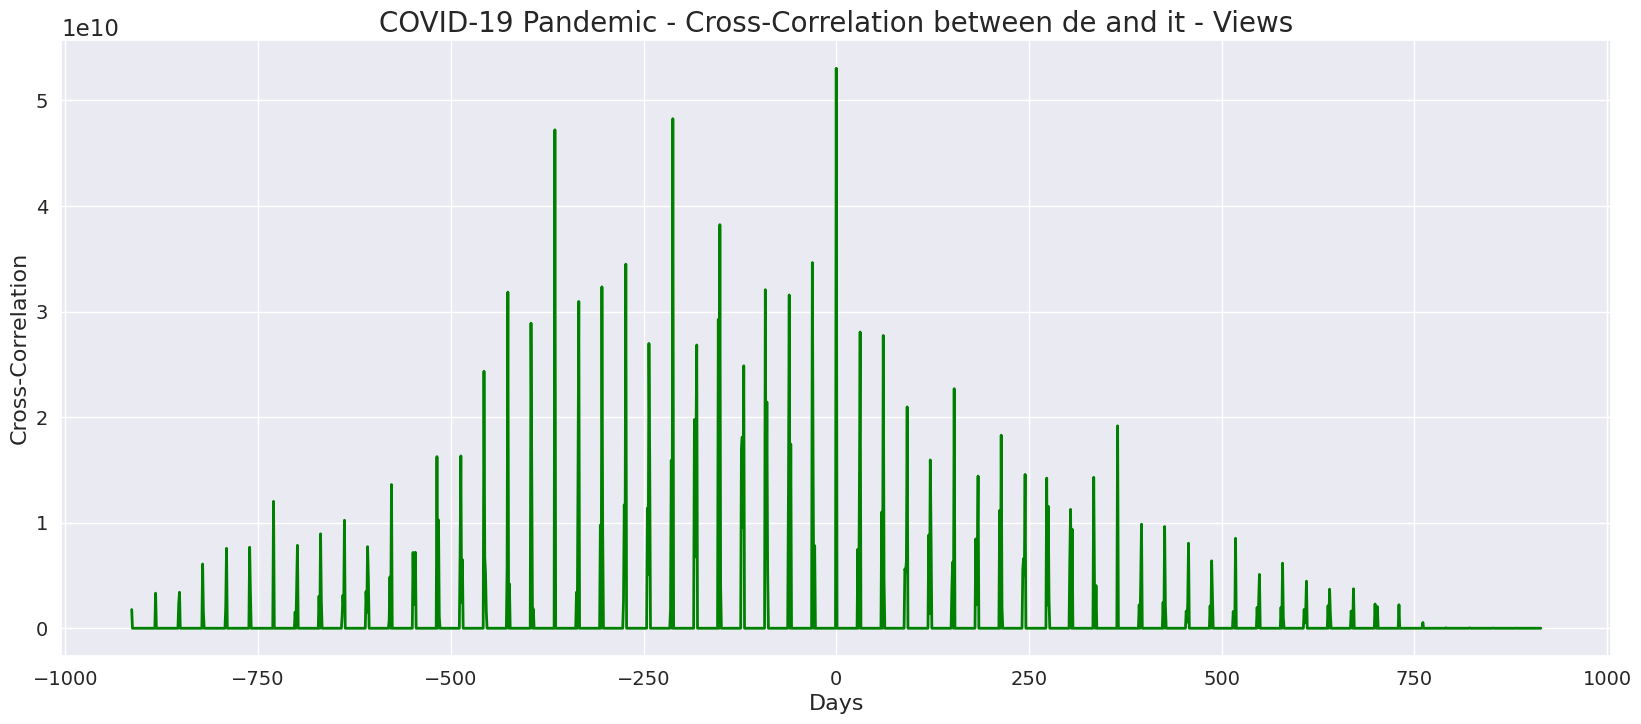 COVID-19 Pandemic - Cross-Correlation between de and it - Views
1e10
5
4
3
2
1
0
Cross-Correlation
−1000 −750 −500 −250 0 250 500 750 1000
Days